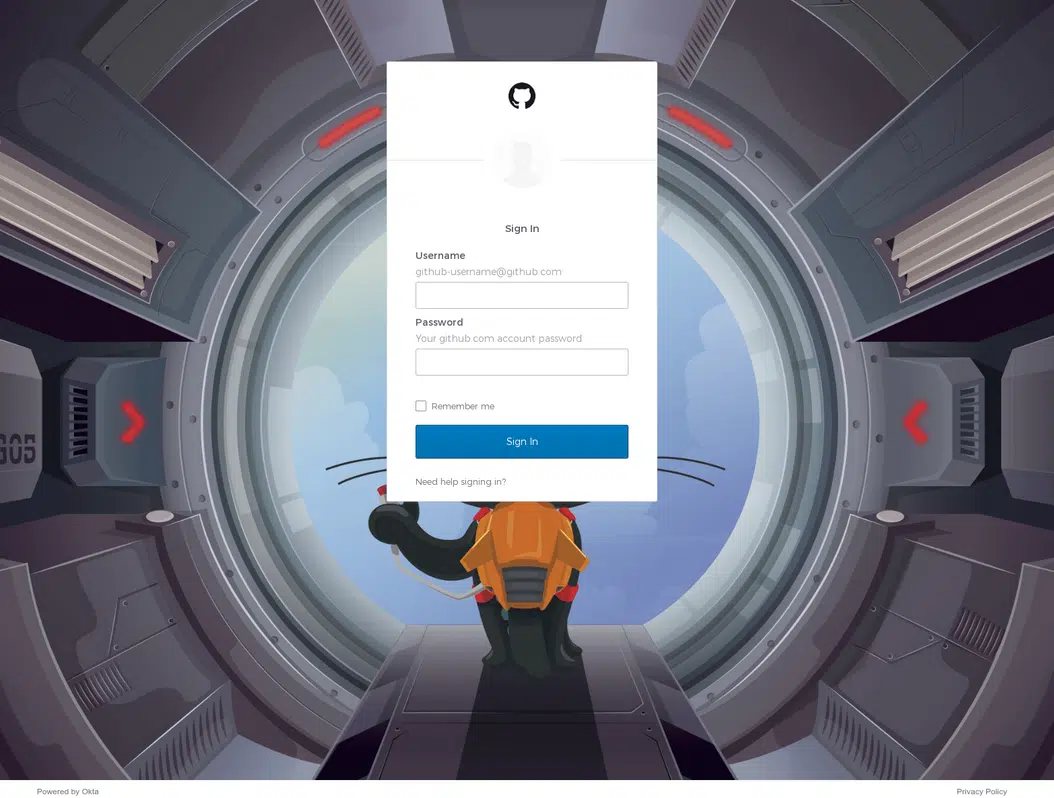 Sign In
Username
github-username@github.com
Password
Your github.com account password
Remember me
Sign In
Need help signing in?
305
Powered by Okta
Privacy Policy